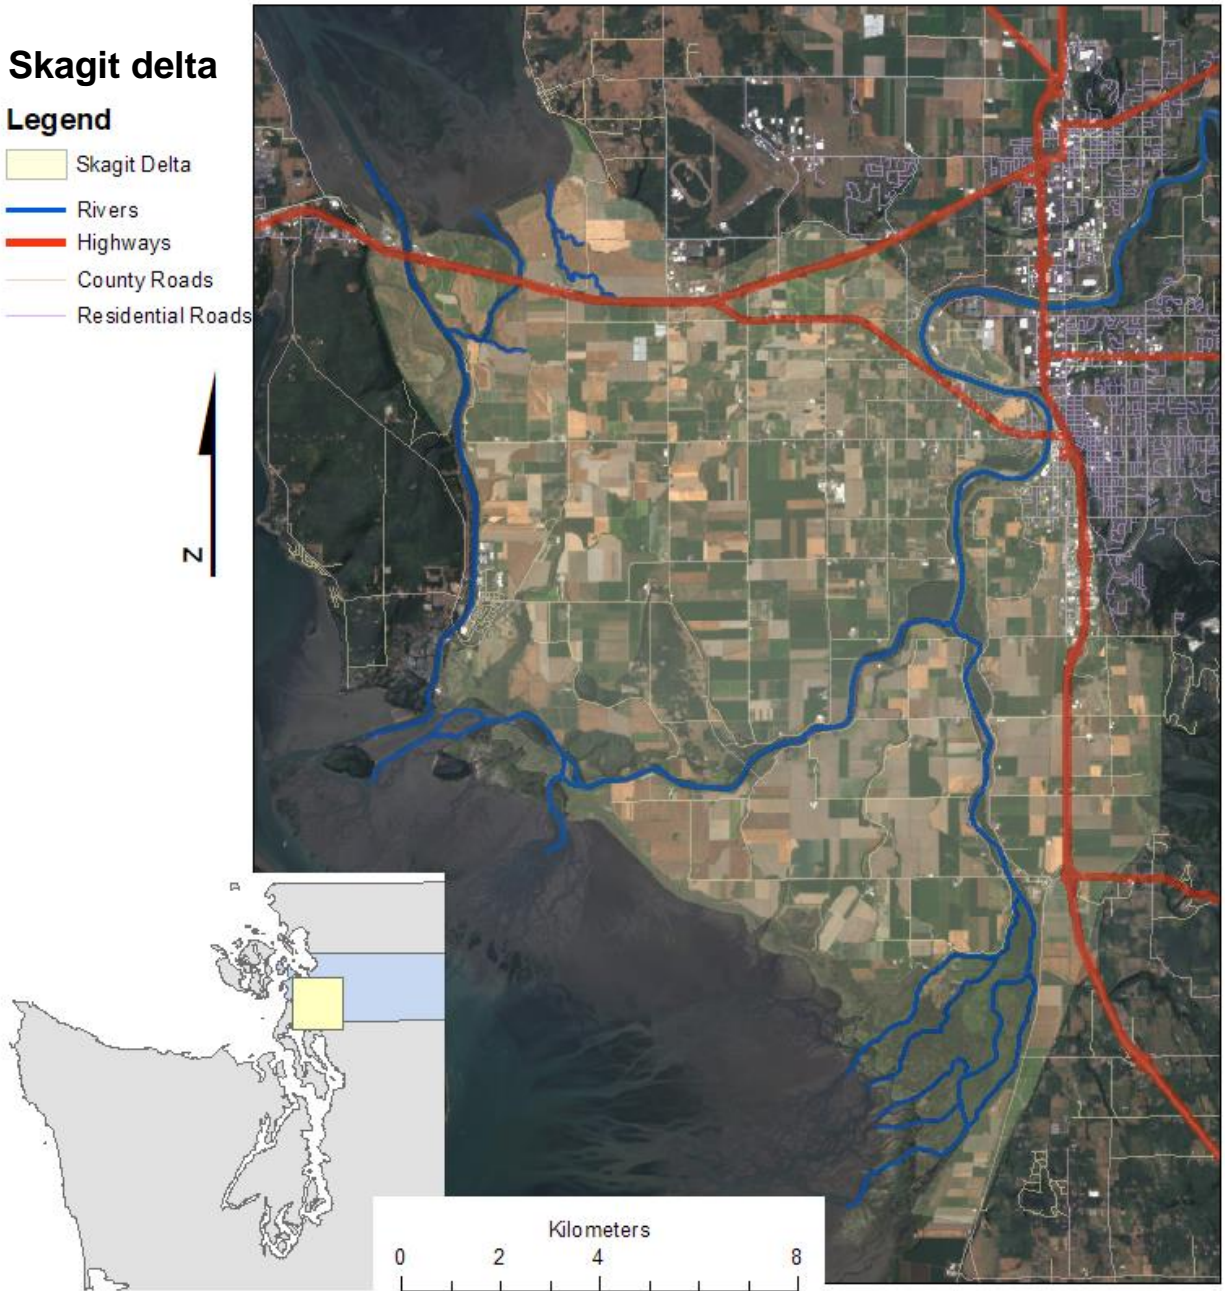 Skagit delta
Legend
Skagit Delta
Rivers
Highways
County Roads
Residential Roads
N
Kilometers
0 2 4 8